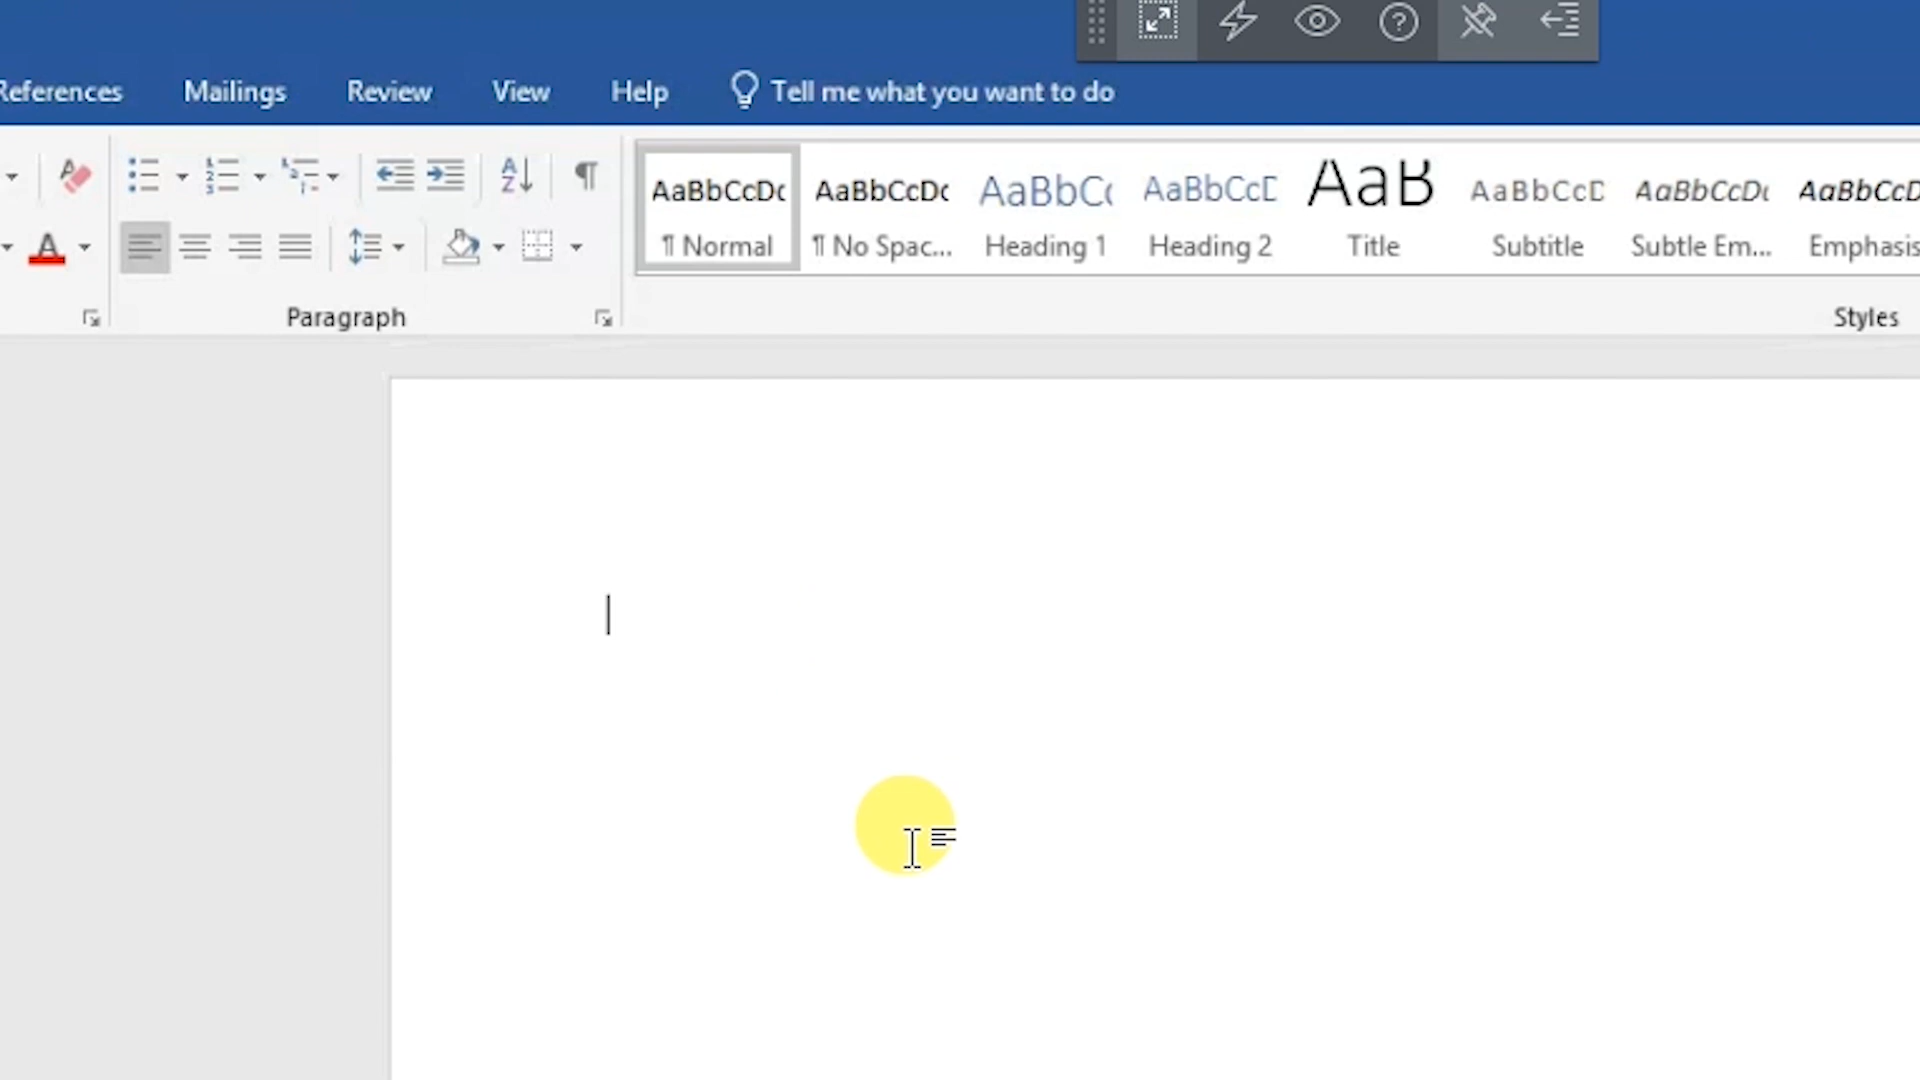 References Mailings Review View Help Tell me what you want to do
AaBbCcDc AaBbCcDc AaBbCc AaBbCcD AaB AaBbCcD AaBbCcDc AaBbCcD
¶ Normal ¶ No Spac... Heading 1 Heading 2 Title Subtitle Subtle Em... Emphasis
Paragraph Styles